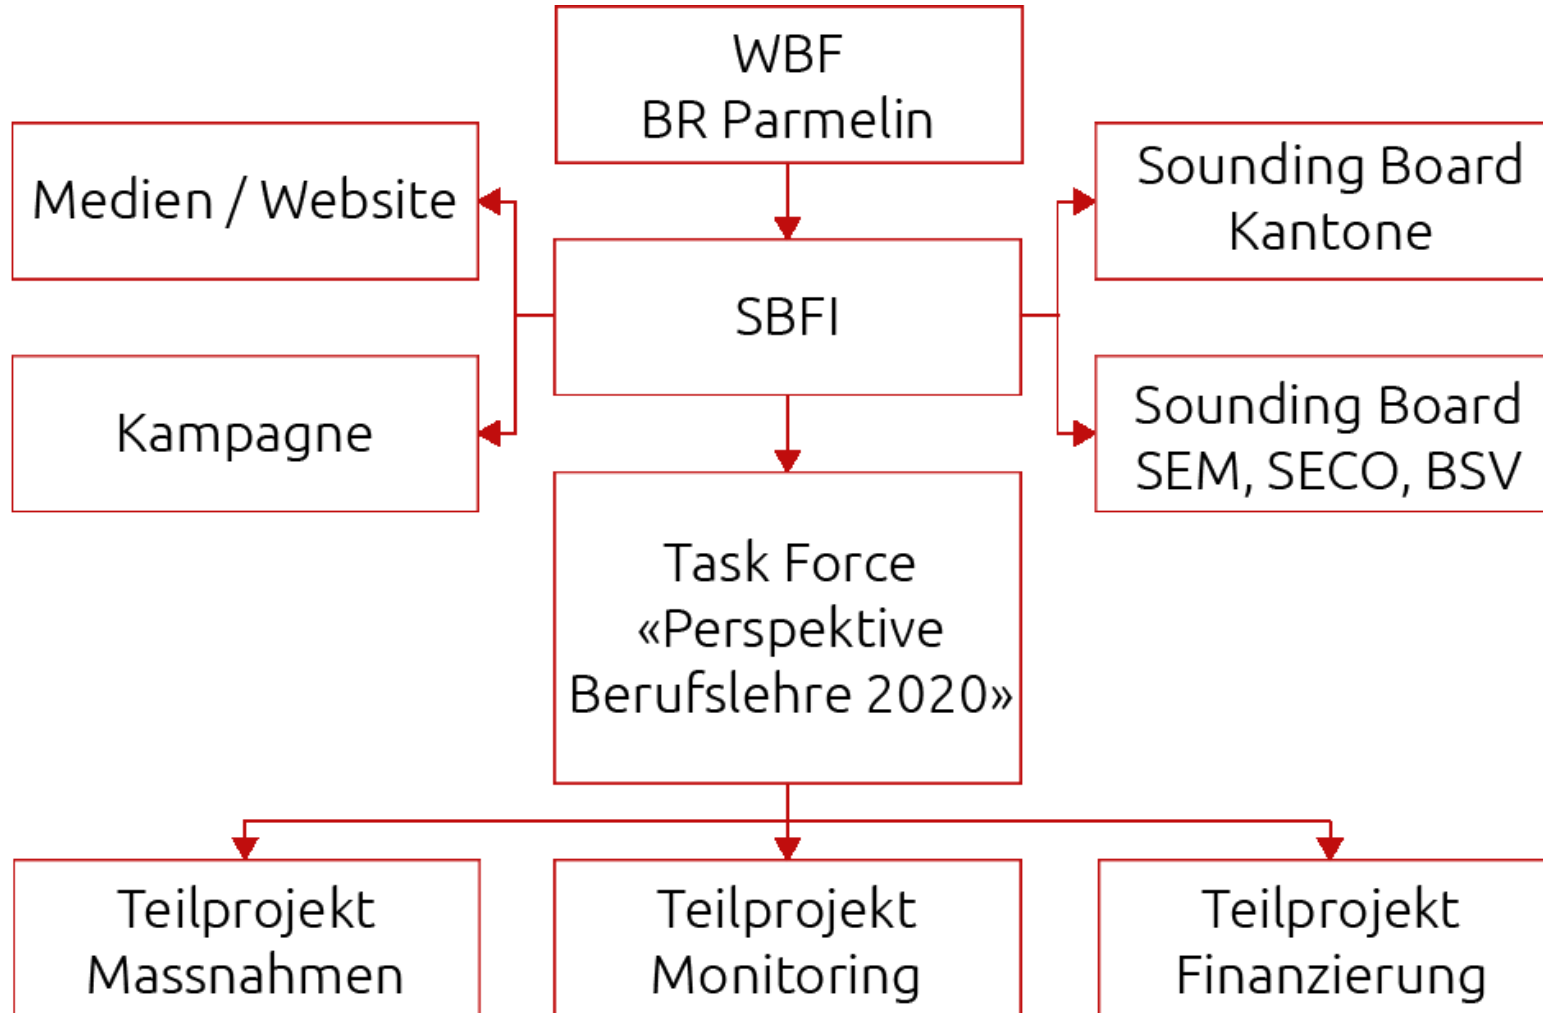 WBF
BR Parmelin
Medien / Website
Sounding Board
Kantone
SBFI
Kampagne
Sounding Board
SEM, SECO, BSV
Task Force
«Perspektive
Berufslehre 2020»
Teilprojekt
Massnahmen
Teilprojekt
Monitoring
Teilprojekt
Finanzierung